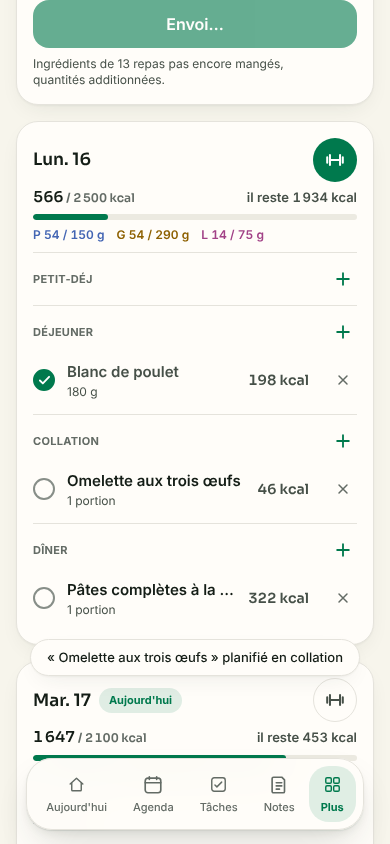 Envoi...
Ingrédients de 13 repas pas encore mangés,
quantités additionnées.
Lun. 16
566 / 2 500 kcal
il reste 1 934 kcal
P 54 / 150 g G 54 / 290 g L 14 / 75 g
PETIT-DÉJ
DÉJEUNER
Blanc de poulet
198 kcal
180 g
COLLATION
Omelette aux trois œufs
46 kcal
1 portion
DÎNER
Pâtes complètes à la ...
322 kcal
1 portion
« Omelette aux trois œufs » planifié en collation
Mar. 17
Aujourd'hui
1 647 / 2 100 kcal
il reste 453 kcal
Aujourd'hui
Agenda
Tâches
Notes
Plus